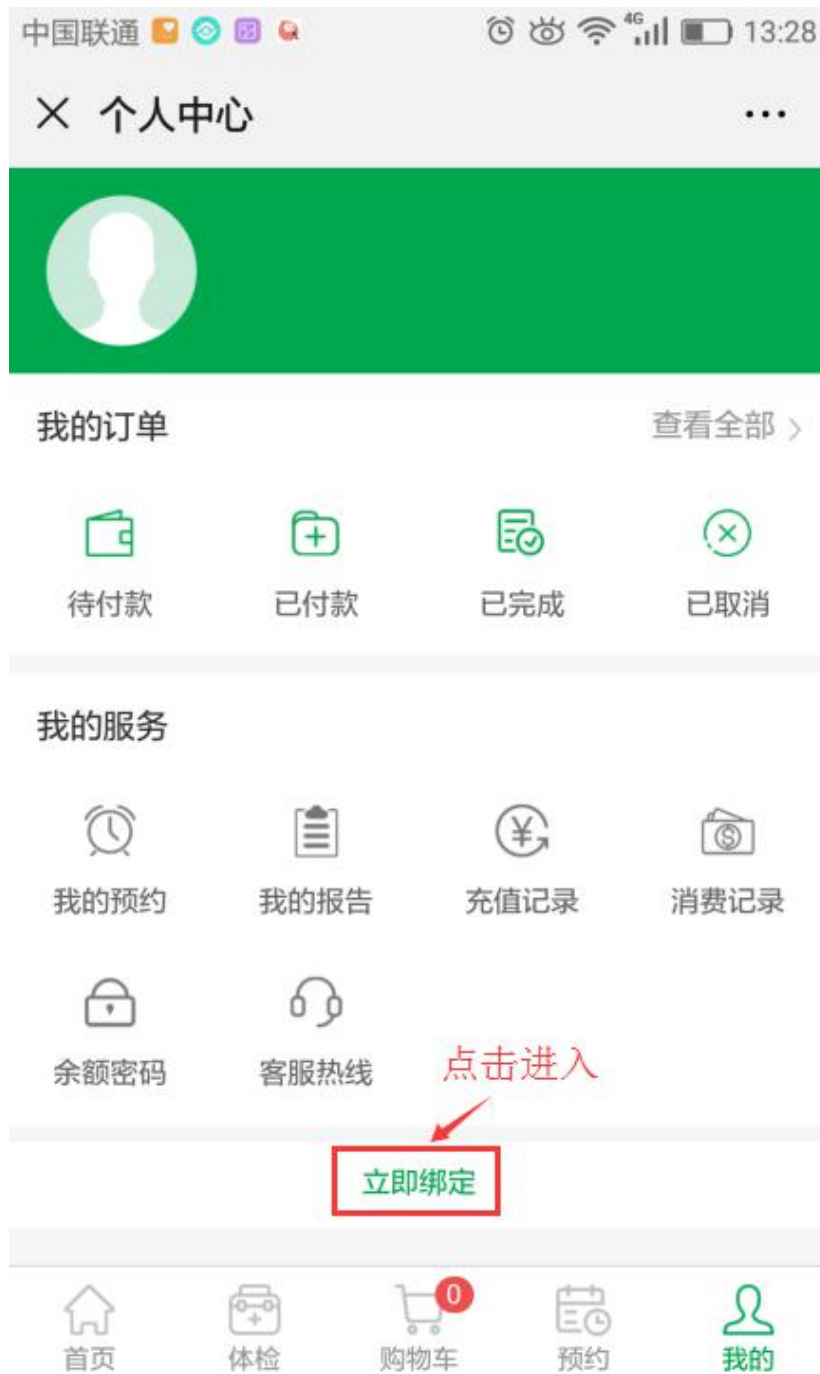 中国联通 4G 13:28
个人中心 ...
我的订单 查看全部 >
待付款 已付款 已完成 已取消
我的服务
我的预约 我的报告 充值记录 消费记录
余额密码 客服热线
点击进入
立即绑定
0
首页 体检 购物车 预约 我的